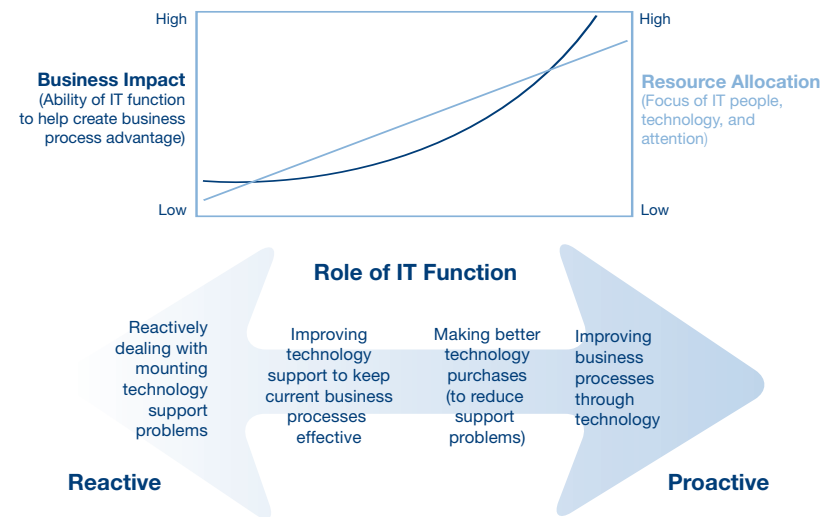 High
High
Business Impact
(Ability of IT function
to help create business
process advantage)
Resource Allocation
(Focus of IT people,
technology, and
attention)
Low
Low
Role of IT Function
Reactively
dealing with
mounting
technology
support
problems
Improving
technology
support to keep
current business
processes
effective
Making better
technology
purchases
(to reduce
support
problems)
Improving
business
processes
through
technology
Reactive
Proactive